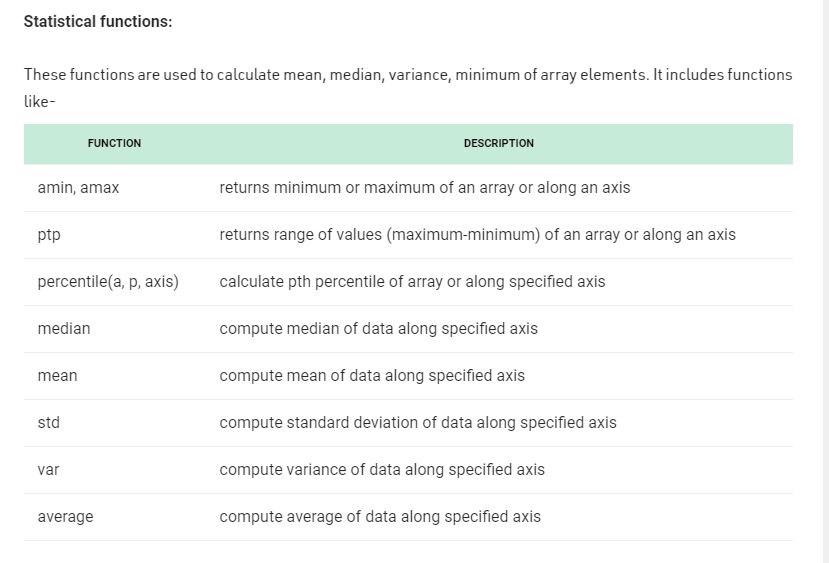 Statistical functions:
These functions are used to calculate mean, median, variance, minimum of array elements. It includes functions
like-
FUNCTION DESCRIPTION
amin, amax returns minimum or maximum of an array or along an axis
ptp returns range of values (maximum-minimum) of an array or along an axis
percentile(a, p, axis) calculate pth percentile of array or along specified axis
median compute median of data along specified axis
mean compute mean of data along specified axis
std compute standard deviation of data along specified axis
var compute variance of data along specified axis
average compute average of data along specified axis